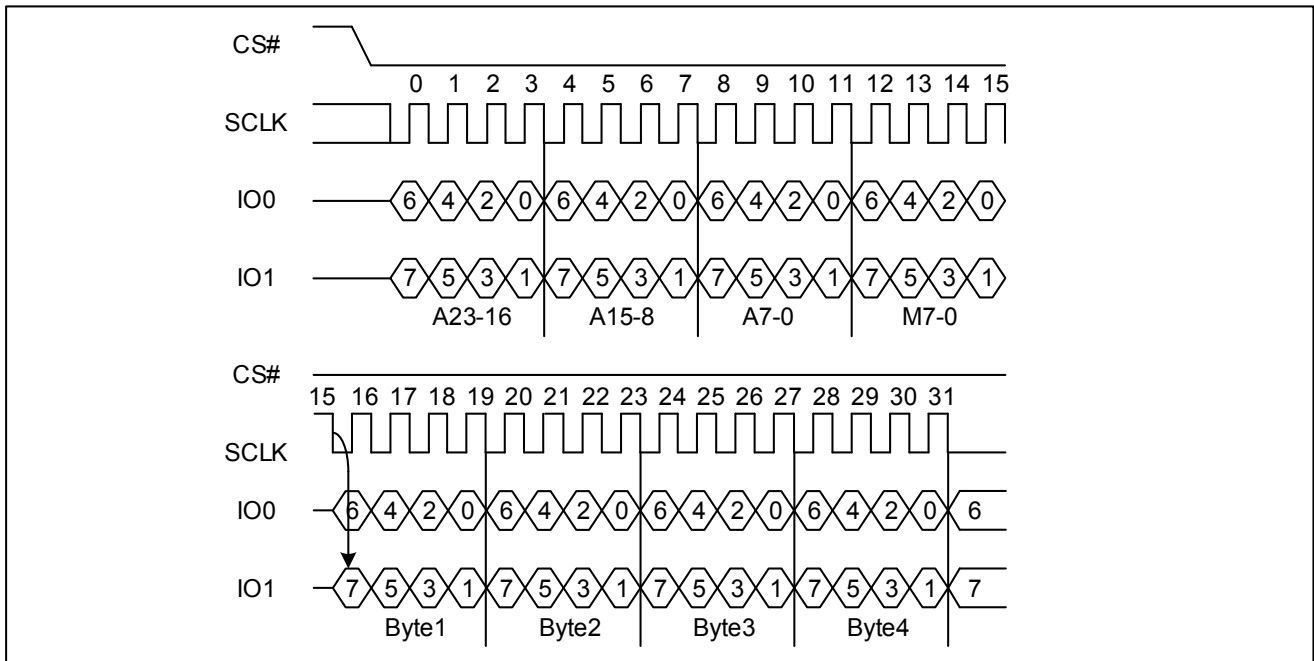 CS#
0 1 2 3 4 5 6 7 8 9 10 11 12 13 14 15
SCLK
IO0 6 4 2 0 6 4 2 0 6 4 2 0 6 4 2 0
IO1 7 5 3 1 7 5 3 1 7 5 3 1 7 5 3 1
A23-16 A15-8 A7-0 M7-0
CS#
15 16 17 18 19 20 21 22 23 24 25 26 27 28 29 30 31
SCLK
IO0 6 4 2 0 6 4 2 0 6 4 2 0 6 4 2 0 6
IO1 7 5 3 1 7 5 3 1 7 5 3 1 7 5 3 1 7
Byte1 Byte2 Byte3 Byte4